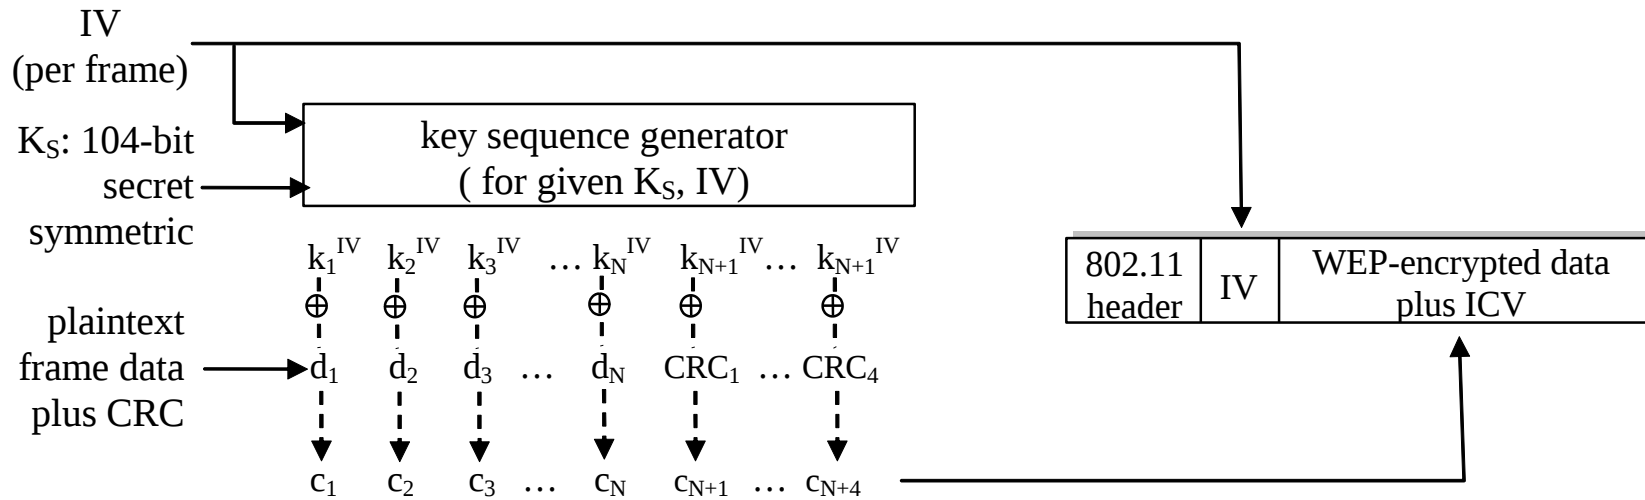 IV
(per frame)
K_S: 104-bit
secret
symmetric
key sequence generator
( for given K_S, IV)
k_1^IV k_2^IV k_3^IV … k_N^IV k_N+1^IV … k_N+1^IV
plaintext
frame data
plus CRC
d_1 d_2 d_3 … d_N CRC_1 … CRC_4
c_1 c_2 c_3 … c_N c_N+1 … c_N+4
802.11
header
IV
WEP-encrypted data
plus ICV